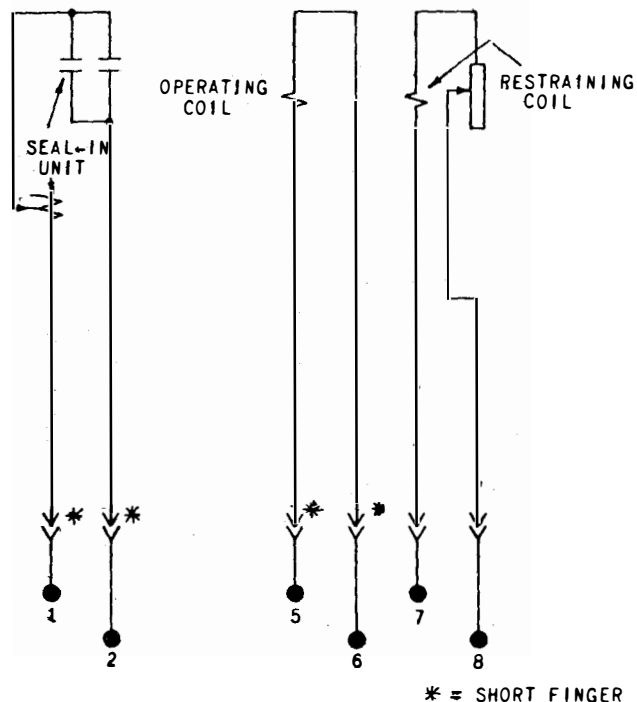 OPERATING
COIL
RESTRAINING
COIL
SEAL-IN
UNIT
* *
* *
1 5 7
2 6 8
* = SHORT FINGER